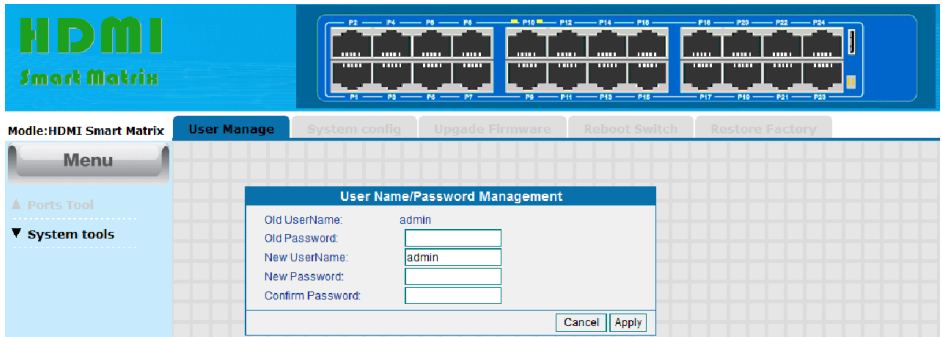 HDMI
Smart Matrix
P2 P4 P6 P8 P10 P12 P14 P16 P18 P20 P22 P24
P1 P3 P5 P7 P9 P11 P13 P15 P17 P19 P21 P23
Modle:HDMI Smart Matrix
User Manage System config Upgade Firmware Reboot Switch Restore Factory
Menu
Ports Tool
System tools
User Name/Password Management
Old UserName: admin
Old Password:
New UserName: admin
New Password:
Confirm Password:
Cancel Apply